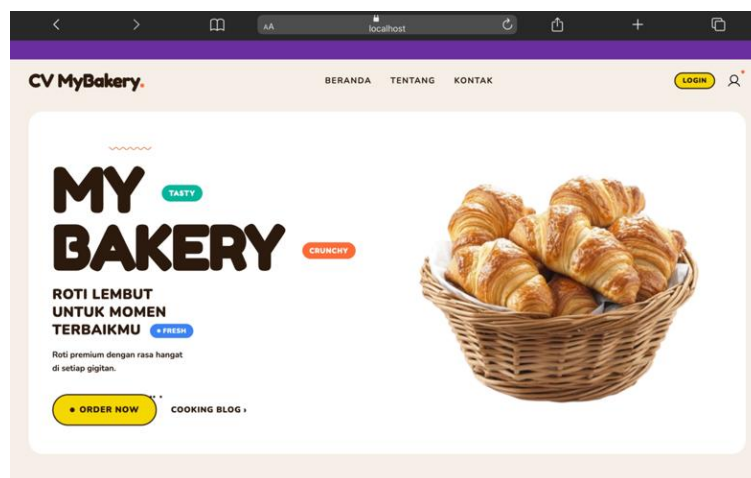 AA
localhost
CV MyBakery.
BERANDA TENTANG KONTAK
LOGIN
MY
TASTY
BAKERY
CRUNCHY
ROTI LEMBUT
UNTUK MOMEN
TERBAIKMU
• FRESH
Roti premium dengan rasa hangat
di setiap gigitan.
• ORDER NOW
COOKING BLOG ›